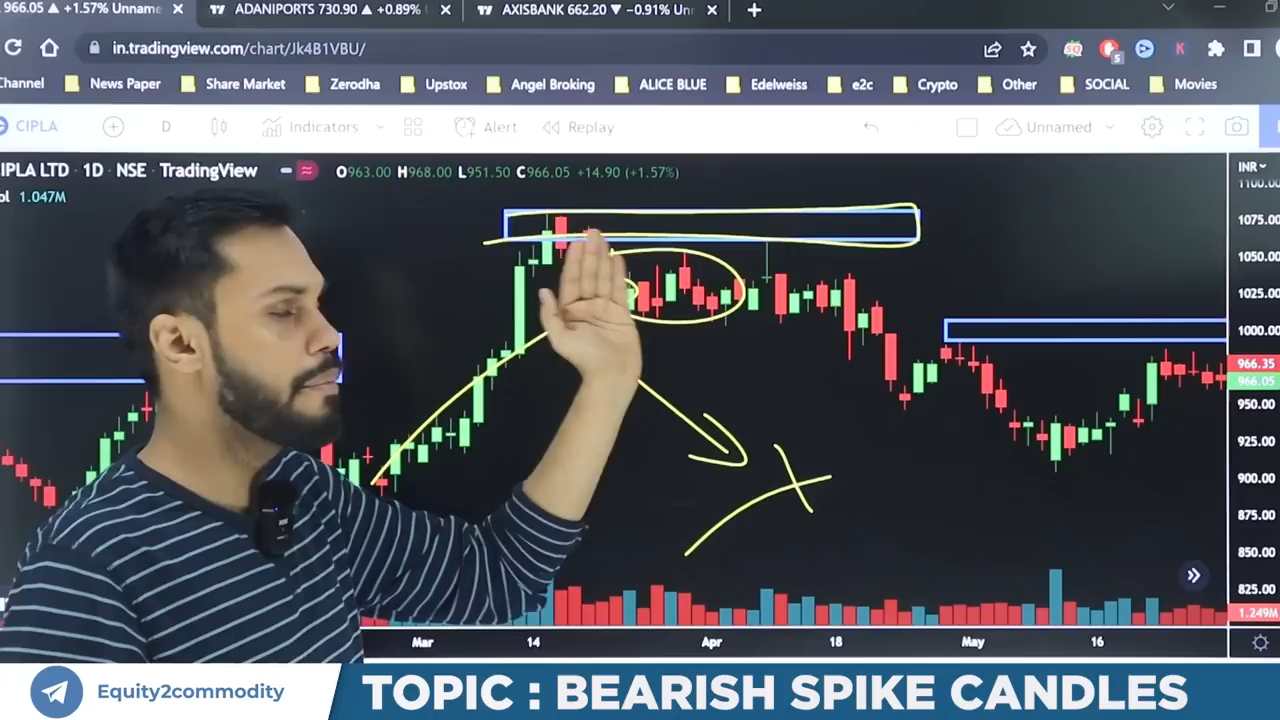 966.05 ▲ +1.57% Unname
ADANIPORTS 730.90 ▲ +0.89%
AXISBANK 662.20 ▼ −0.91% Un
in.tradingview.com/chart/Jk4B1VBU/
Channel News Paper Share Market Zerodha Upstox Angel Broking ALICE BLUE Edelweiss e2c Crypto Other SOCIAL Movies
CIPLA D Indicators Alert Replay Unnamed
CIPLA LTD · 1D · NSE · TradingView O963.00 H968.00 L951.50 C966.05 +14.90 (+1.57%)
INR
ol 1.047M
1100.00
1075.00
1050.00
1025.00
1000.00
966.35
966.05
950.00
925.00
900.00
875.00
850.00
825.00
1.249M
Mar 14 Apr 18 May 16
Equity2commodity
TOPIC : BEARISH SPIKE CANDLES